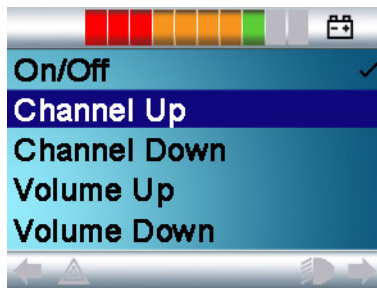 On/Off
Channel Up
Channel Down
Volume Up
Volume Down